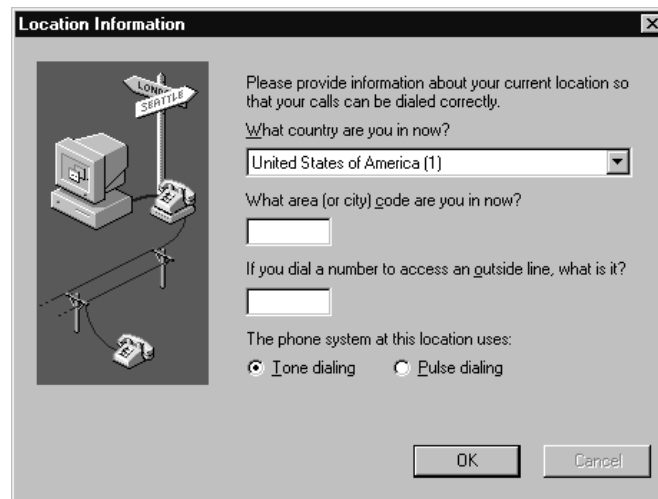 Location Information
LONDON
SEATTLE
Please provide information about your current location so
that your calls can be dialed correctly.
What country are you in now?
United States of America (1)
What area (or city) code are you in now?
If you dial a number to access an outside line, what is it?
The phone system at this location uses:
Tone dialing
Pulse dialing
OK
Cancel